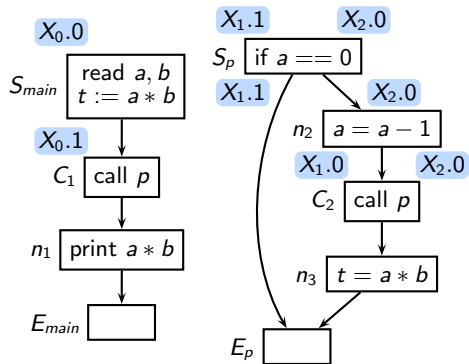 X₀.0
S_main
read a, b
t := a ∗ b
X₀.1
C₁
call p
n₁
print a ∗ b
E_main
X₁.1
X₂.0
S_p
if a == 0
X₁.1
X₂.0
n₂
a = a − 1
X₁.0
X₂.0
C₂
call p
n₃
t = a ∗ b
E_p